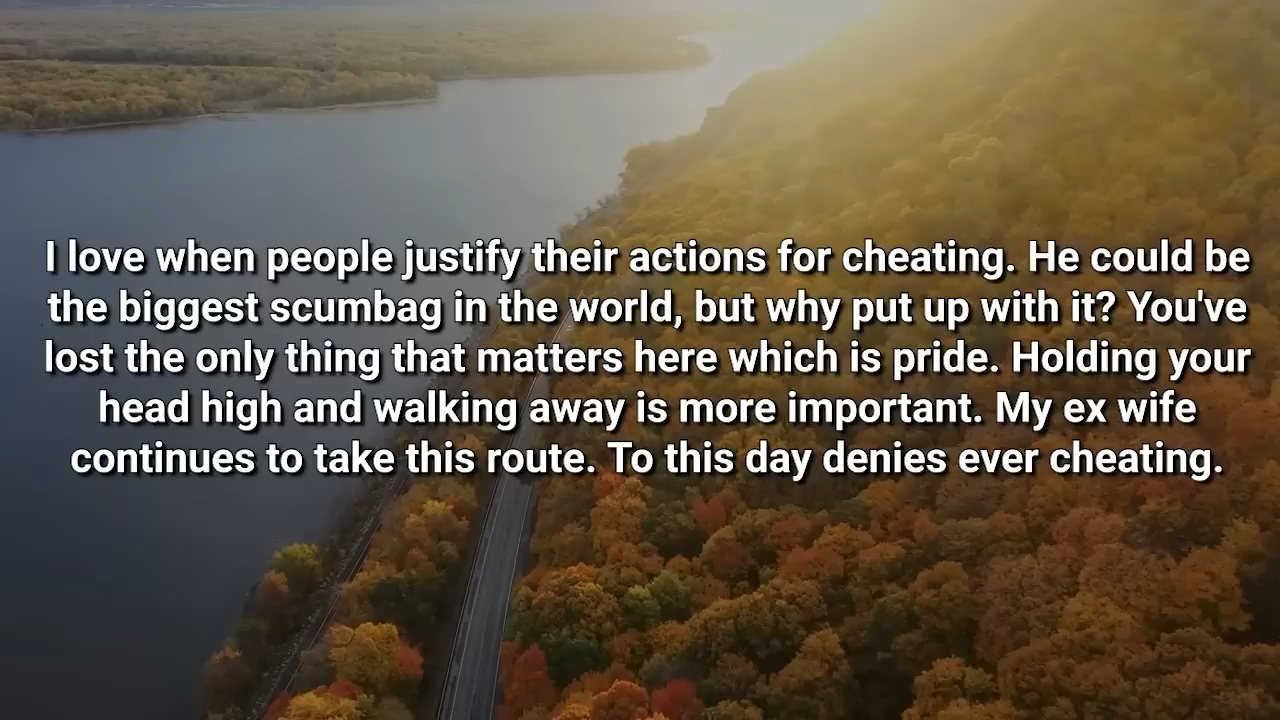 I love when people justify their actions for cheating. He could be
the biggest scumbag in the world, but why put up with it? You've
lost the only thing that matters here which is pride. Holding your
head high and walking away is more important. My ex wife
continues to take this route. To this day denies ever cheating.